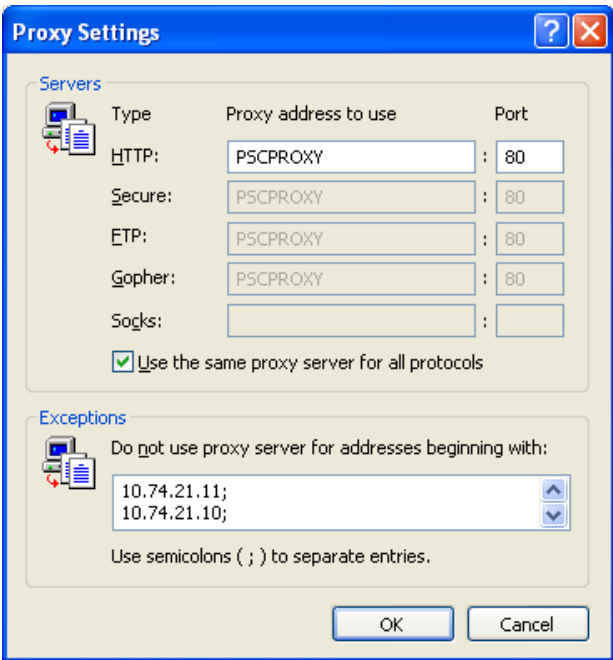 Proxy Settings
Servers
Type Proxy address to use Port
HTTP: PSCPROXY : 80
Secure: PSCPROXY : 80
FTP: PSCPROXY : 80
Gopher: PSCPROXY : 80
Socks: :
Use the same proxy server for all protocols
Exceptions
Do not use proxy server for addresses beginning with:
10.74.21.11;
10.74.21.10;
Use semicolons ( ; ) to separate entries.
OK Cancel